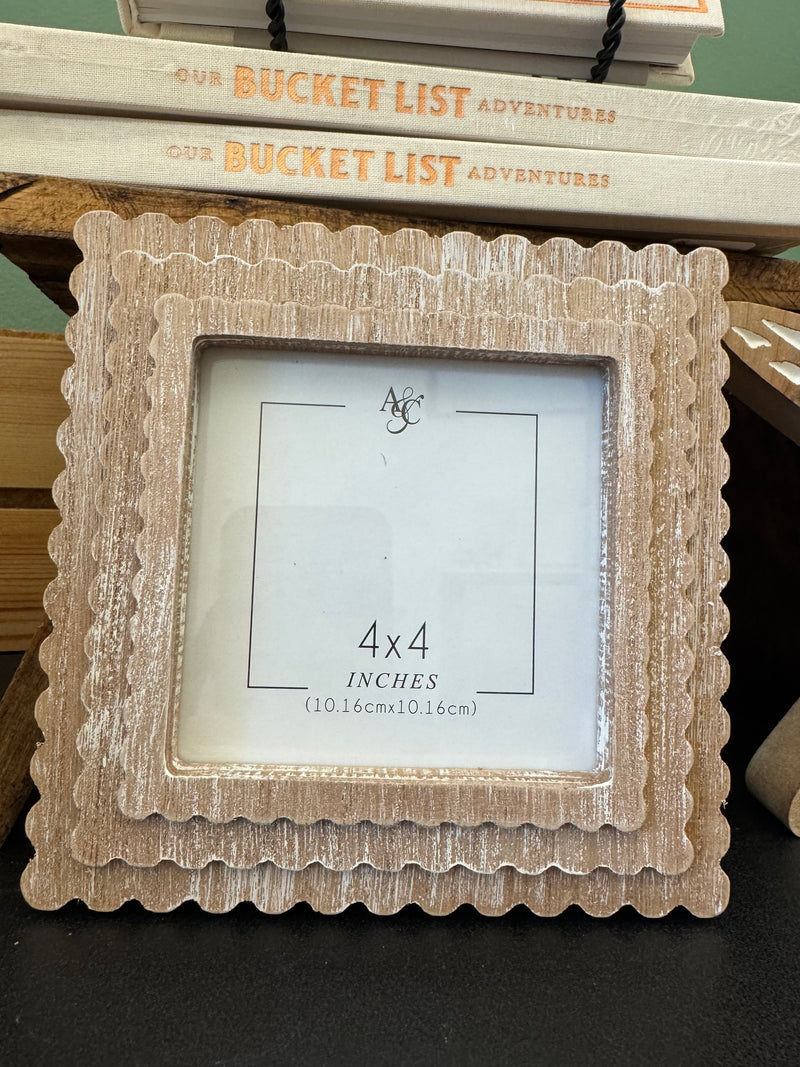 OUR BUCKET LIST ADVENTURES
OUR BUCKET LIST ADVENTURES
A&C
4x4
INCHES
(10.16cmx10.16cm)